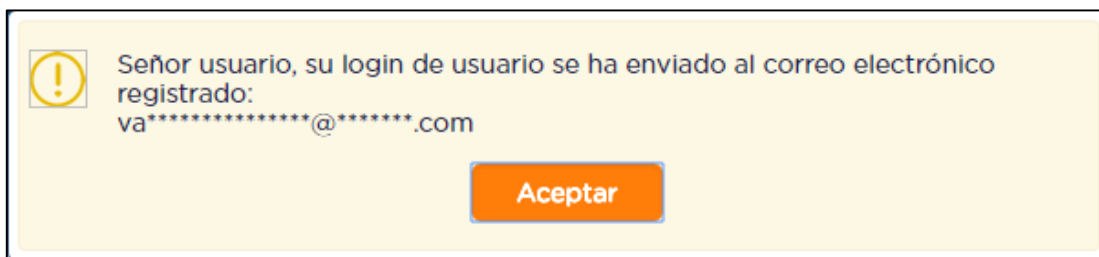 Señor usuario, su login de usuario se ha enviado al correo electrónico
registrado:
va***************@*******.com
Aceptar